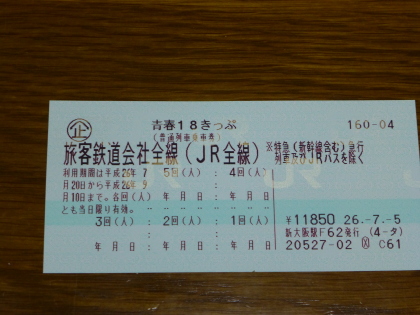 企 青春18きっぷ 160-04
(普通列車乗車券)
旅客鉄道会社全線(JR全線) ※特急(新幹線含む)急行
列車及びJRバスを除く
利用期間は平成26年7 5回(人) 4回(人)
月20日から平成26年9
月10日まで。各回(人) 年月日 年月日
とも当日限り有効。
3回(人) 2回(人) 1回(人) ¥11850 26.-7.-5
新大阪駅F62発行 (4-タ)
年月日 年月日 年月日 20527-02 C61